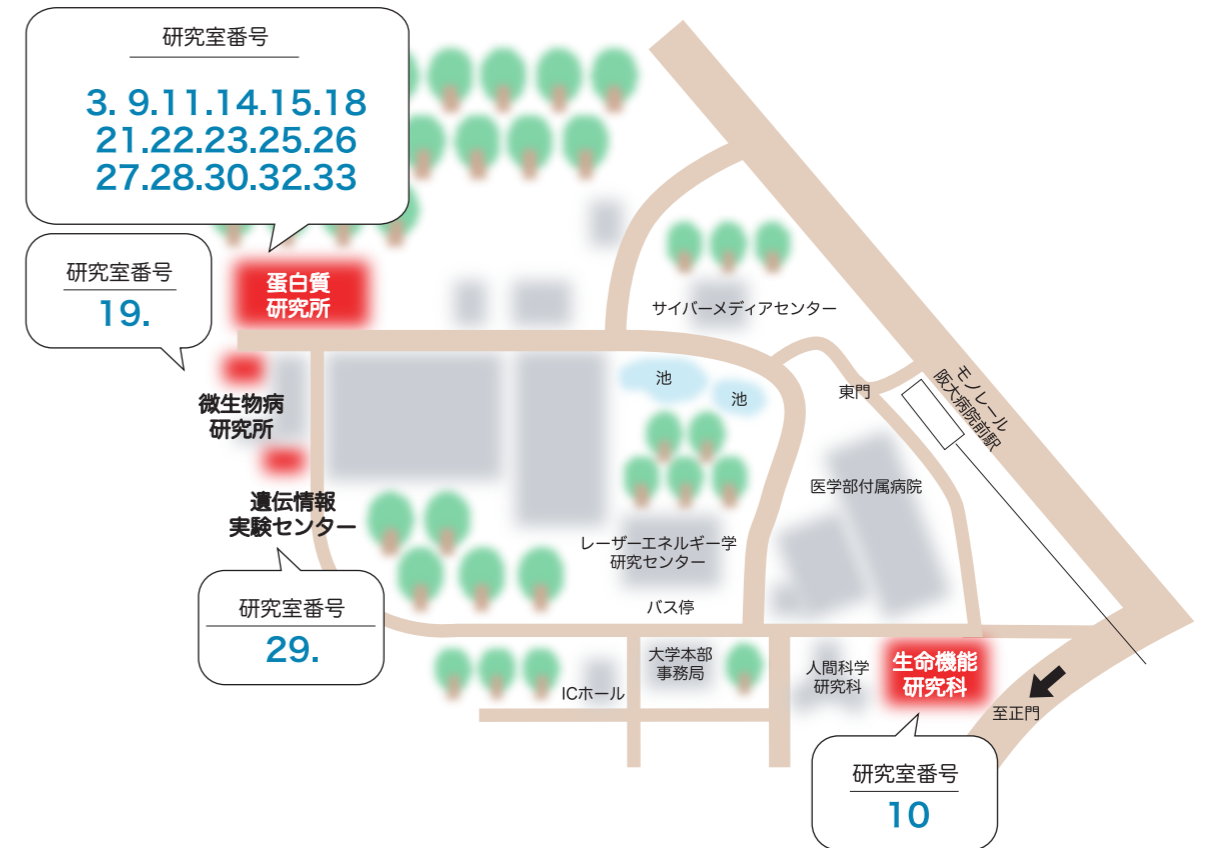 研究室番号
3. 9.11.14.15.18
21.22.23.25.26
27.28.30.32.33
研究室番号
19.
蛋白質
研究所
微生物病
研究所
遺伝情報
実験センター
研究室番号
29.
サイバーメディアセンター
池
池
東門
モノレール
阪大病院前駅
医学部付属病院
レーザーエネルギー学
研究センター
バス停
大学本部
事務局
ICホール
人間科学
研究科
生命機能
研究科
至正門
研究室番号
10